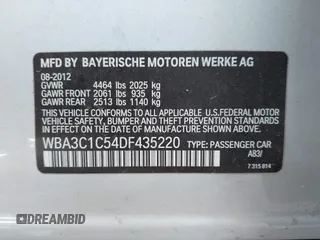 MFD BY BAYERISCHE MOTOREN WERKE AG
08-2012
GVWR 4464 lbs 2025 kg
GAWR FRONT 2061 lbs 935 kg
GAWR REAR 2513 lbs 1140 kg
THIS VEHICLE CONFORMS TO ALL APPLICABLE
FEDERAL MOTOR VEHICLE SAFETY, BUMPER,
AND THEFT PREVENTION STANDARDS IN EFFECT
ON THE DATE OF MANUFACTURE SHOWN ABOVE.
WBA3C1C54DF435220 TYPE: PASSENGER CAR
A83/
7 315 814
CARDEBID